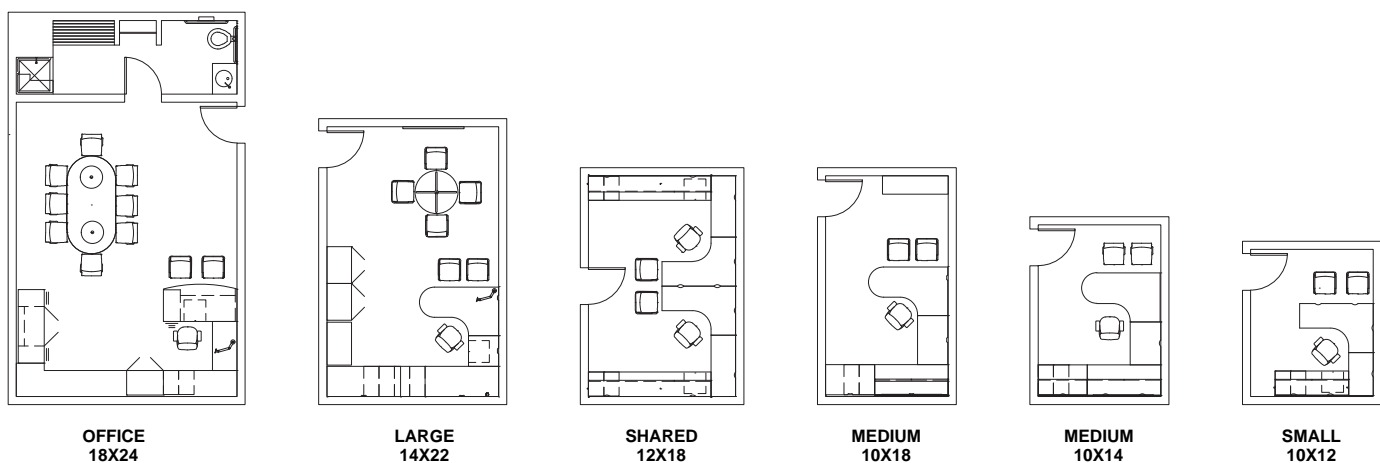 OFFICE
18X24
LARGE
14X22
SHARED
12X18
MEDIUM
10X18
MEDIUM
10X14
SMALL
10X12